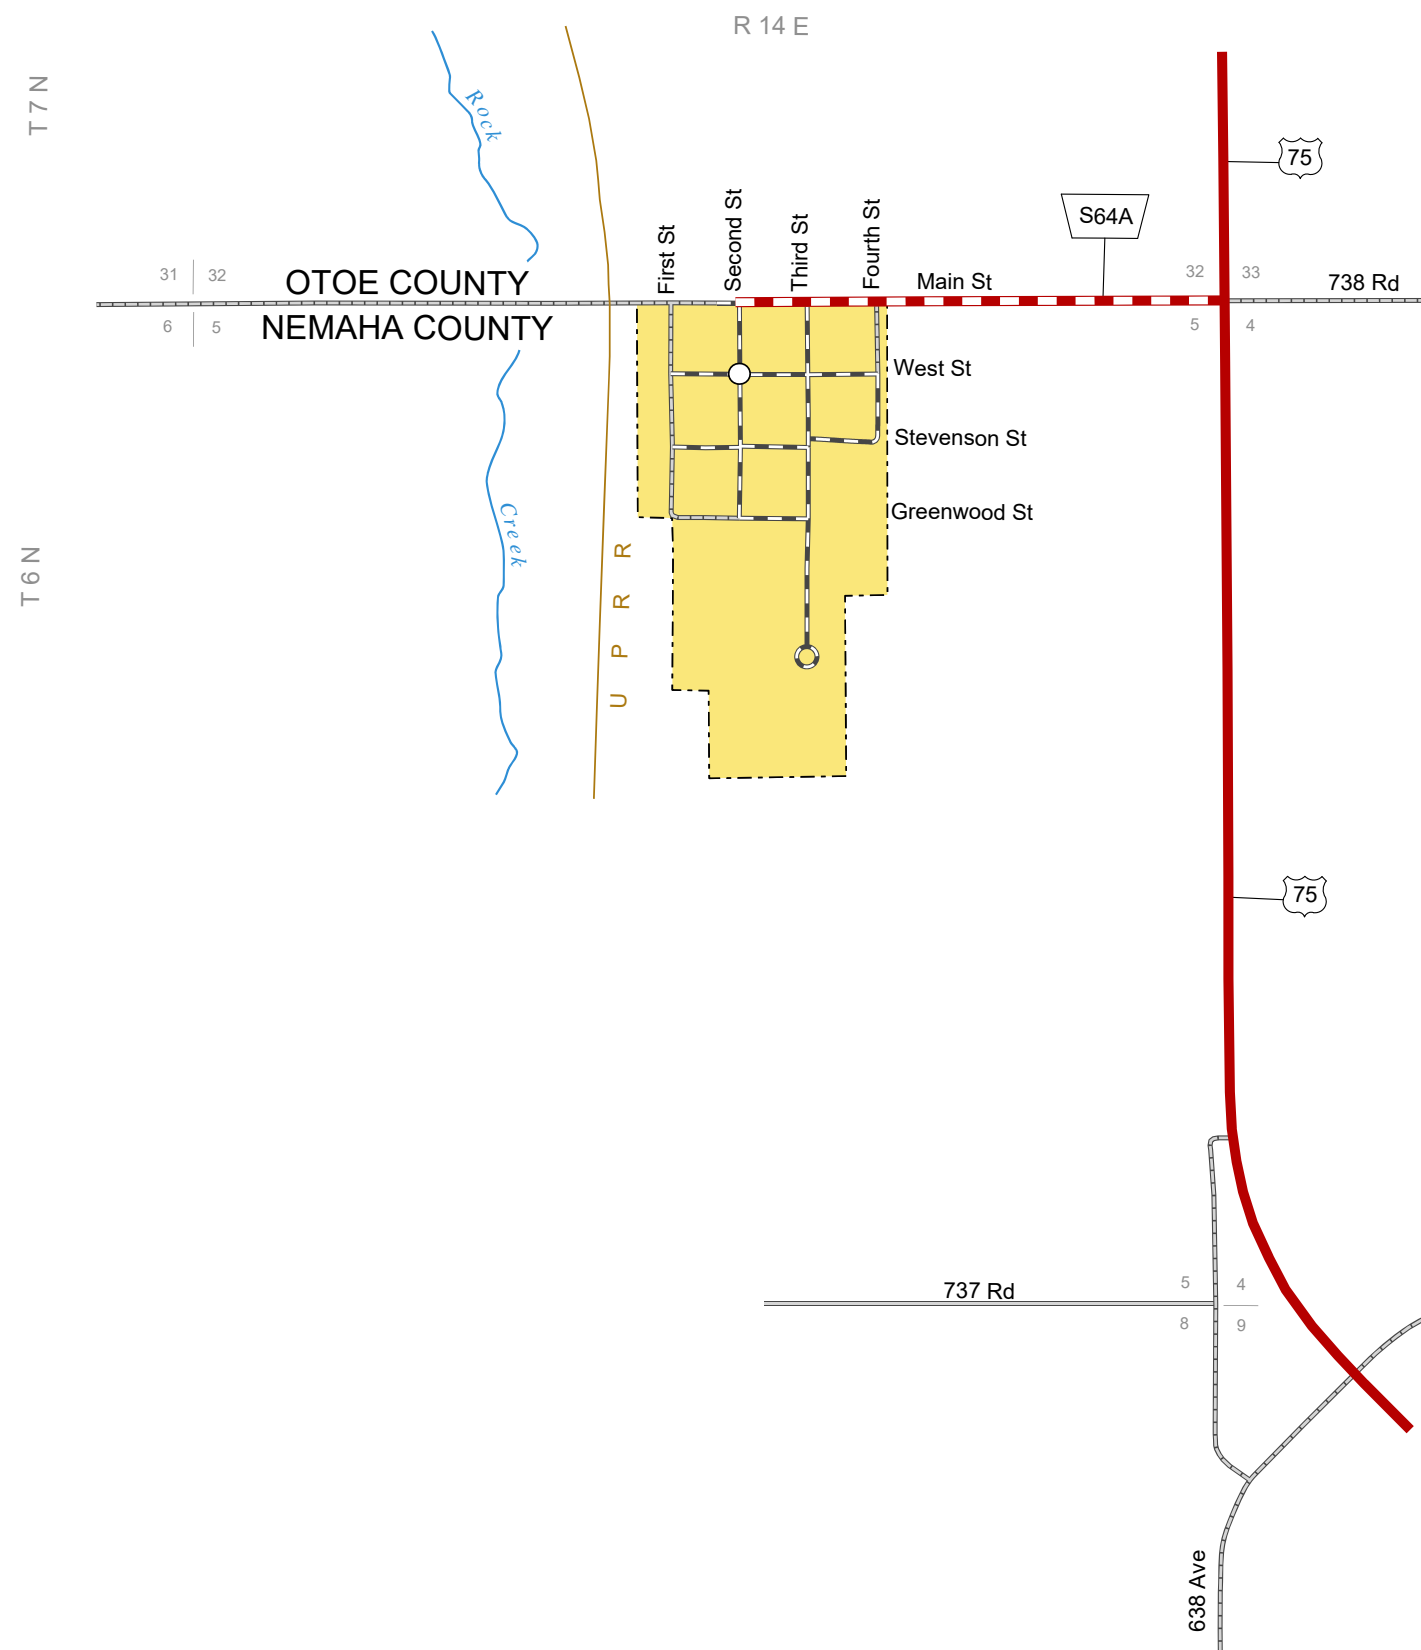 R 14 E
T 7 N
Rock
75
S64A
First St
Second St
Third St
Fourth St
31 32
OTOE COUNTY
Main St
32 33
738 Rd
6 5
NEMAHA COUNTY
5 4
West St
Stevenson St
Greenwood St
Creek
T 6 N
U P R R
75
5 4
737 Rd
8 9
638 Ave